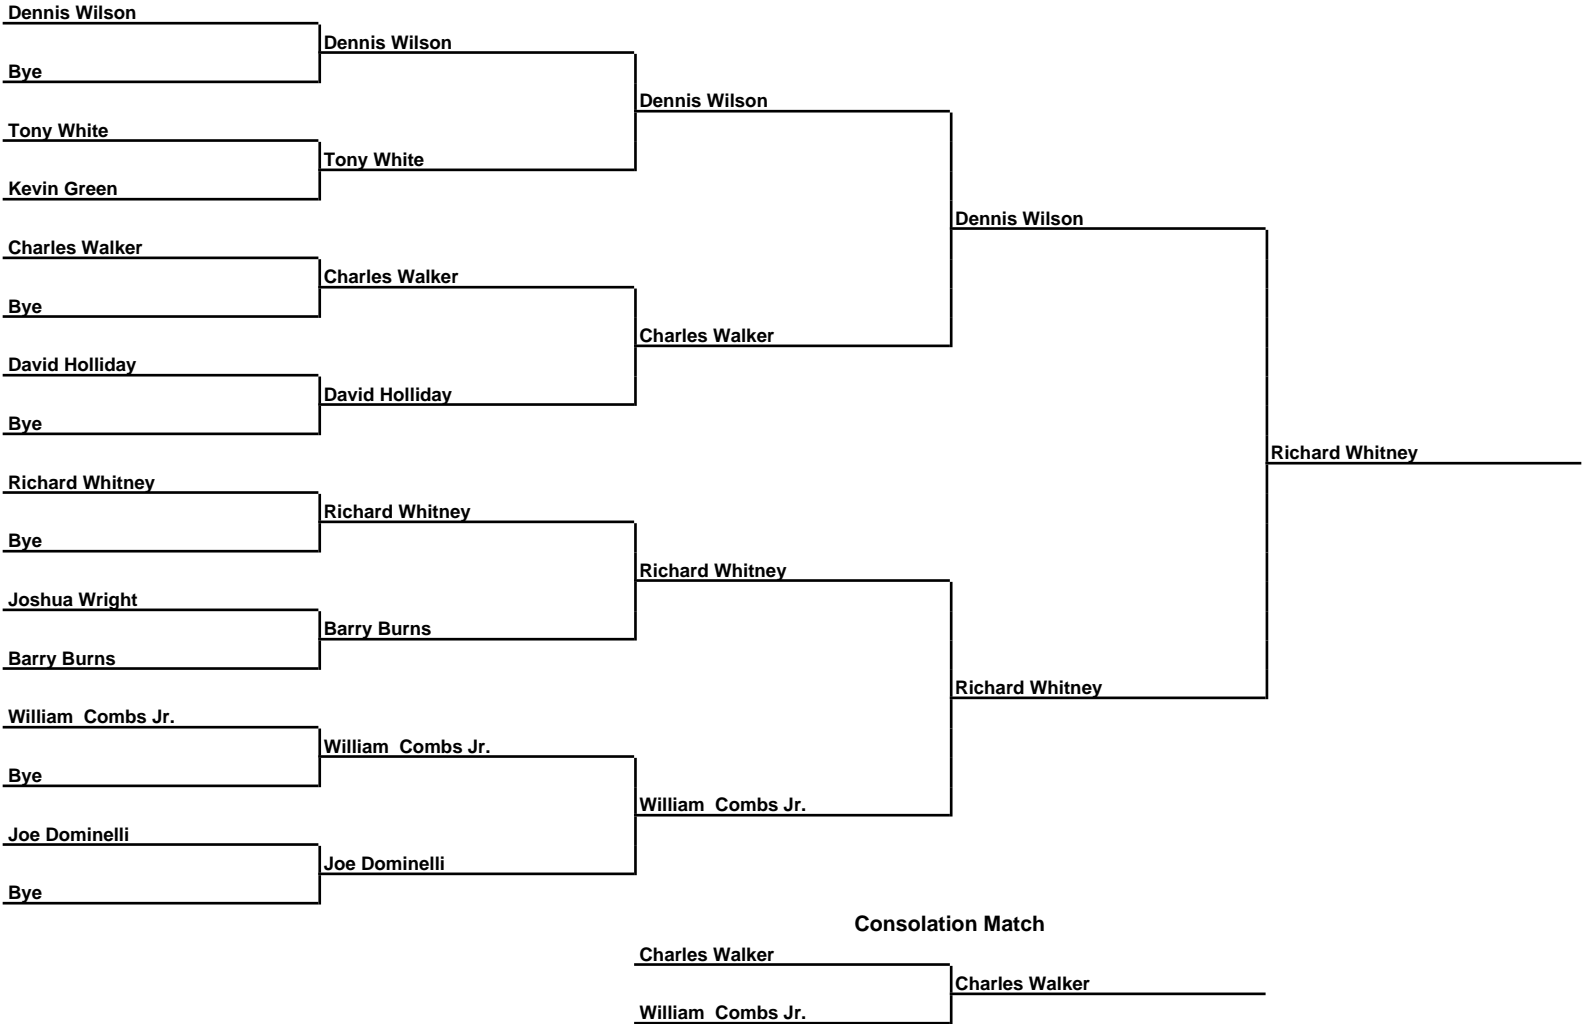 Dennis Wilson
Bye
Tony White
Kevin Green
Charles Walker
Bye
David Holliday
Bye
Richard Whitney
Bye
Joshua Wright
Barry Burns
William  Combs Jr.
Bye
Joe Dominelli
Bye
Dennis Wilson
Tony White
Charles Walker
David Holliday
Richard Whitney
Barry Burns
William  Combs Jr.
Joe Dominelli
Dennis Wilson
Charles Walker
Richard Whitney
William  Combs Jr.
Dennis Wilson
Richard Whitney
Richard Whitney
Consolation Match
Charles Walker
William  Combs Jr.
Charles Walker